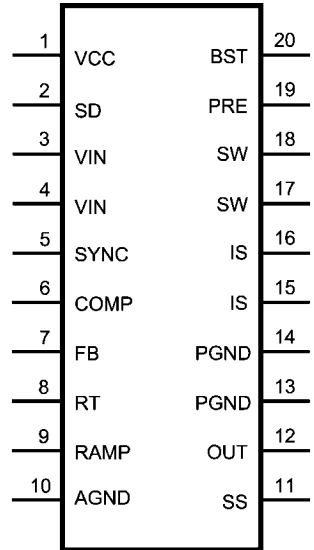 1 VCC BST 20
2 SD PRE 19
3 VIN SW 18
4 VIN SW 17
5 SYNC IS 16
6 COMP IS 15
7 FB PGND 14
8 RT PGND 13
9 RAMP OUT 12
10 AGND SS 11